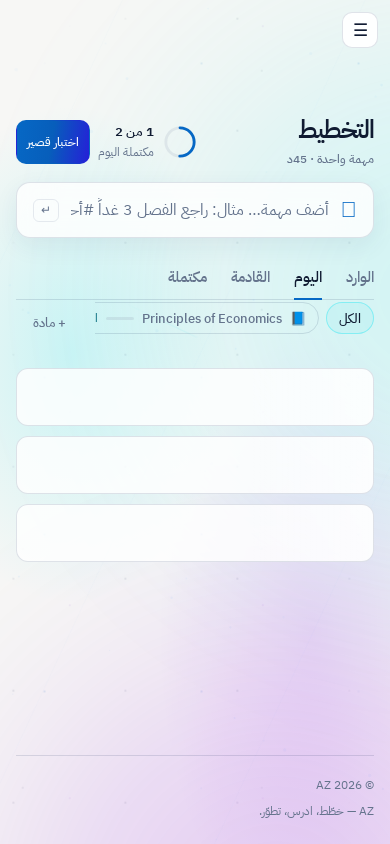 ☰
التخطيط
مهمة واحدة · 45د
1 من 2
مكتملة اليوم
اختبار قصير
أضف مهمة... مثال: راجع الفصل 3 غداً #أح
↵
الوارد
اليوم
القادمة
مكتملة
الكل
📘 Principles of Economics
+ مادة
© 2026 AZ
AZ — خطّط، ادرس، تطوّر.